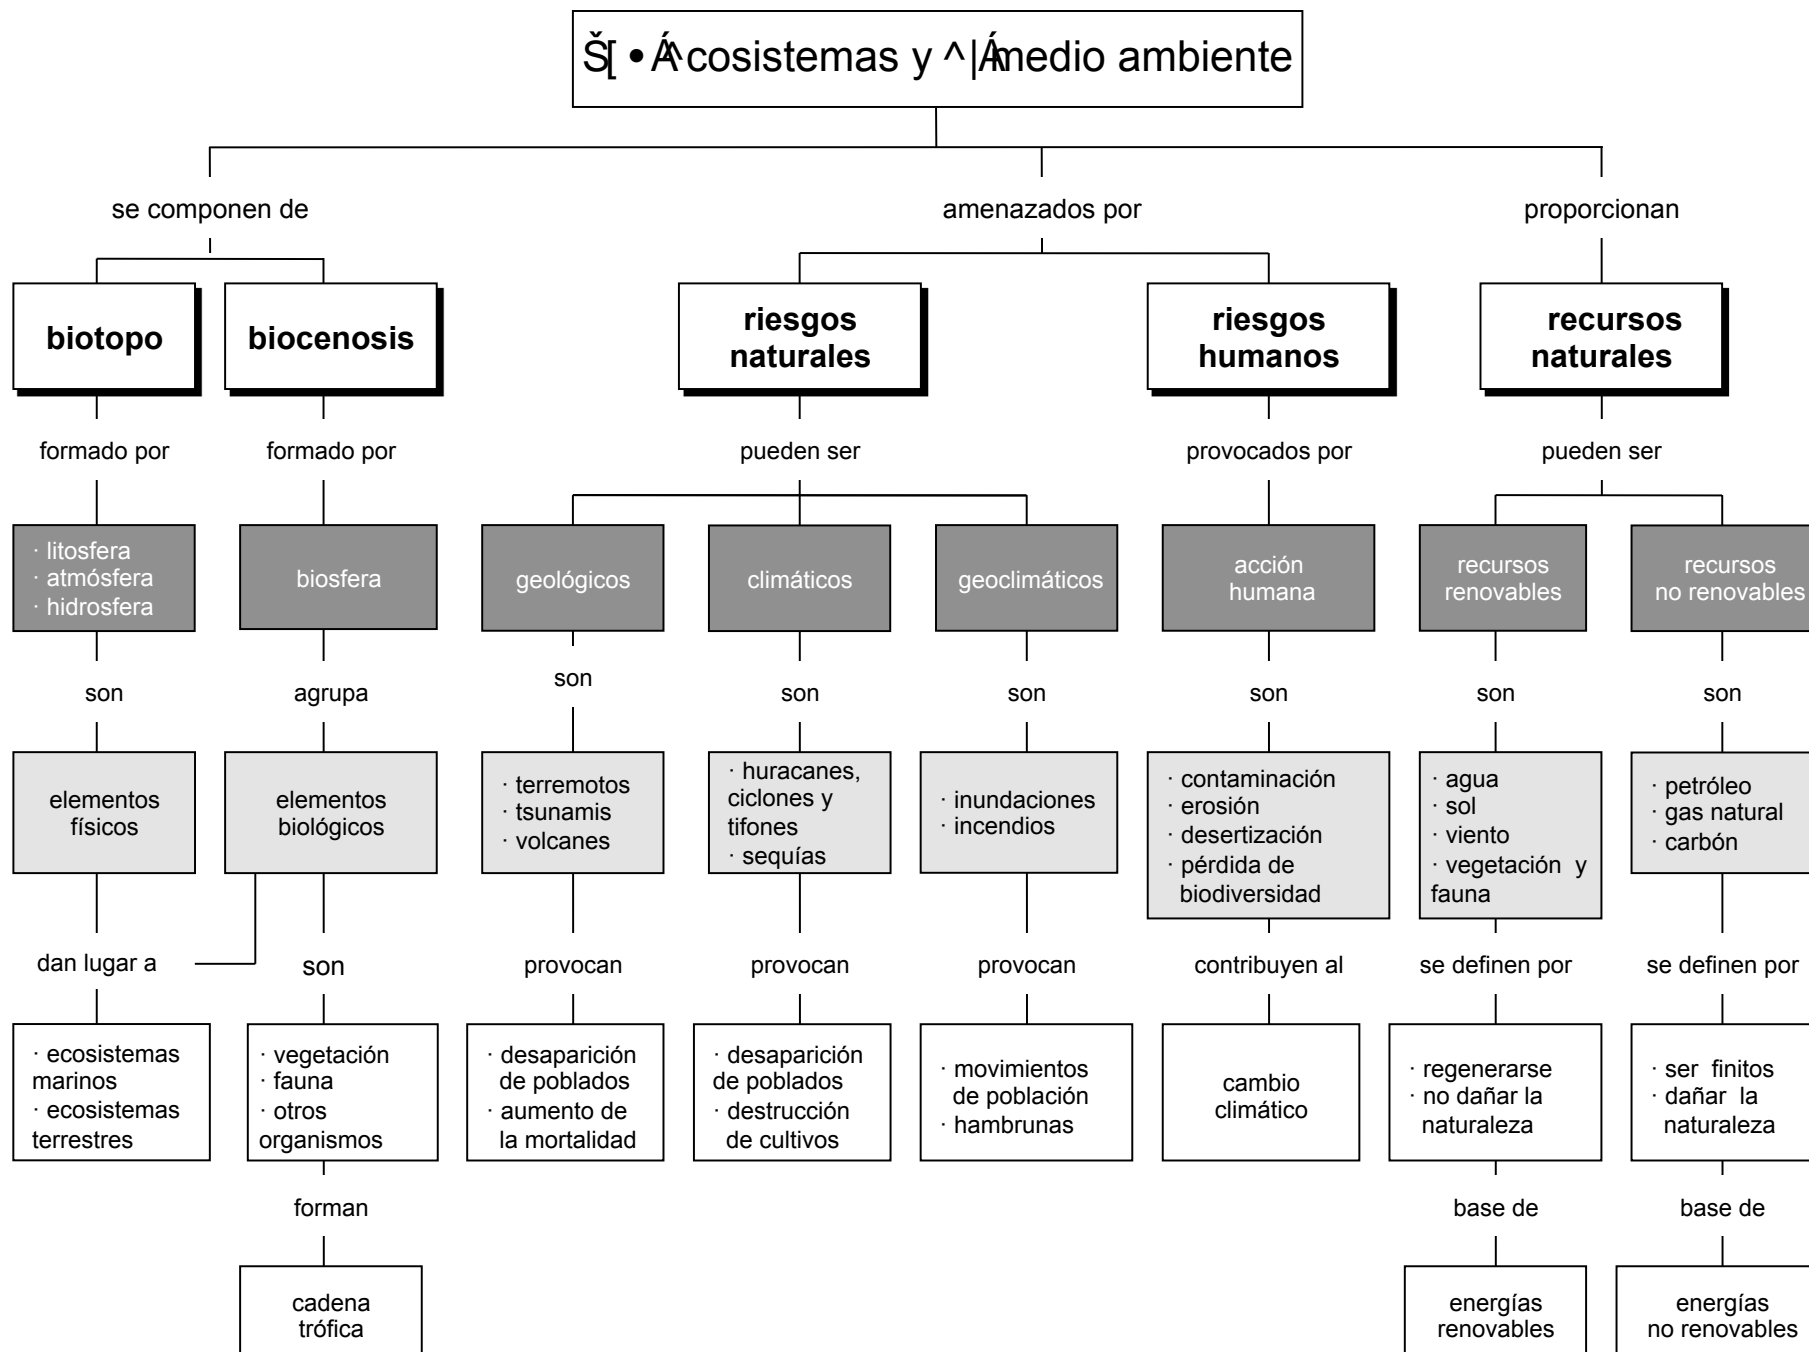 Š[ • Á^cosistemas y ^|Ámedio ambiente
se componen de
amenazados por
proporcionan
biotopo
biocenosis
riesgos
naturales
riesgos
humanos
recursos
naturales
formado por
formado por
pueden ser
provocados por
pueden ser
· litosfera
· atmósfera
· hidrosfera
biosfera
geológicos
climáticos
geoclimáticos
acción
humana
recursos
renovables
recursos
no renovables
son
agrupa
son
son
son
son
son
son
elementos
físicos
elementos
biológicos
· terremotos
· tsunamis
· volcanes
· huracanes,
ciclones y
tifones
· sequías
· inundaciones
· incendios
· contaminación
· erosión
· desertización
· pérdida de
biodiversidad
· agua
· sol
· viento
· vegetación y
fauna
· petróleo
· gas natural
· carbón
dan lugar a
son
provocan
provocan
provocan
contribuyen al
se definen por
se definen por
· ecosistemas
marinos
· ecosistemas
terrestres
· vegetación
· fauna
· otros
organismos
· desaparición
de poblados
· aumento de
la mortalidad
· desaparición
de poblados
· destrucción
de cultivos
· movimientos
de población
· hambrunas
cambio
climático
· regenerarse
· no dañar la
naturaleza
· ser finitos
· dañar la
naturaleza
forman
base de
base de
cadena
trófica
energías
renovables
energías
no renovables